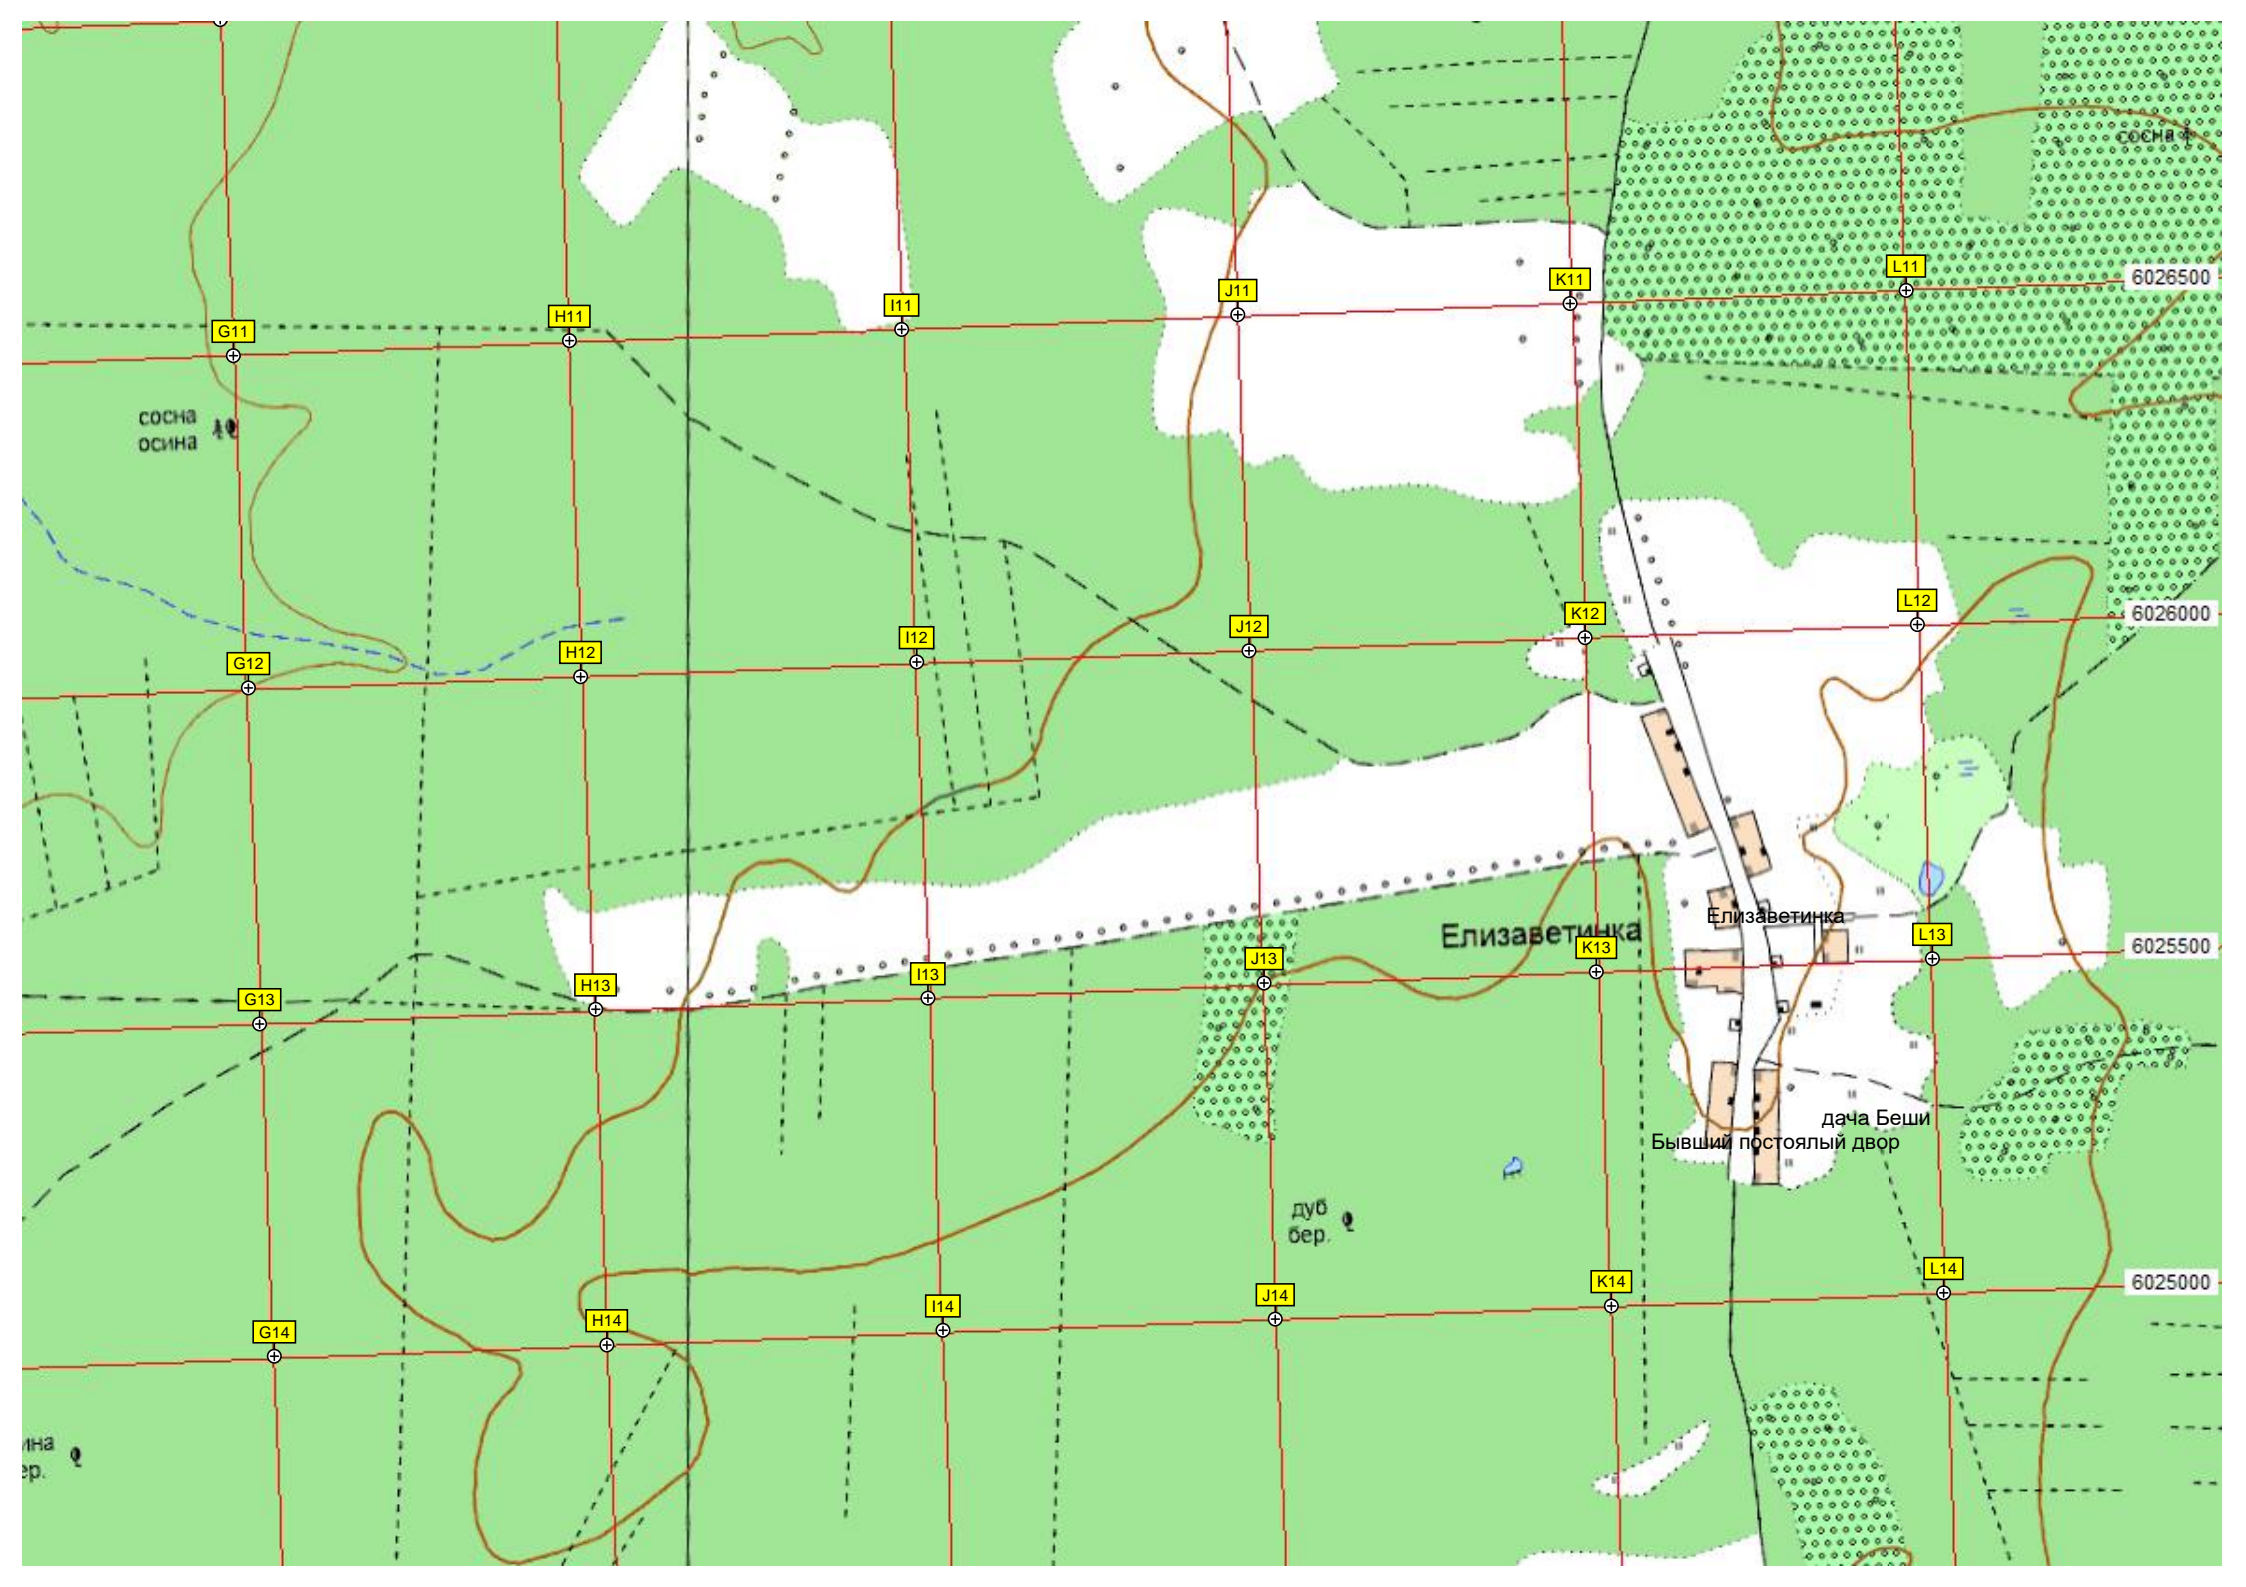 сосна
L11
K11
6026500
J11
I11
H11
G11
сосна
осина
L12
K12
6026000
J12
I12
H12
G12
Елизаветинка
Елизаветинка
L13
K13
6025500
J13
I13
H13
G13
дача Беши
Бывший постоялый двор
дуб
бер.
L14
K14
6025000
J14
I14
H14
G14
ина
ер.